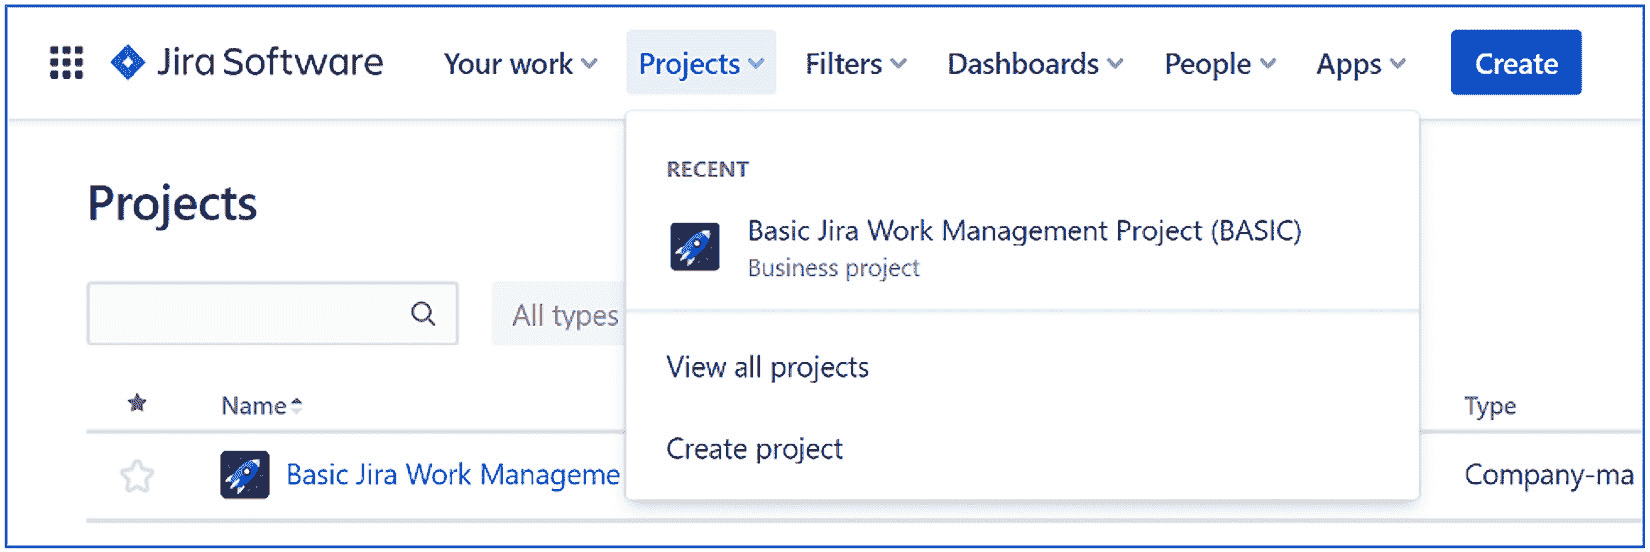 Jira Software Your work Projects Filters Dashboards People Apps Create
RECENT
Projects
Basic Jira Work Management Project (BASIC)
Business project
All types
View all projects
Name Type
Create project
Basic Jira Work Manageme Company-ma